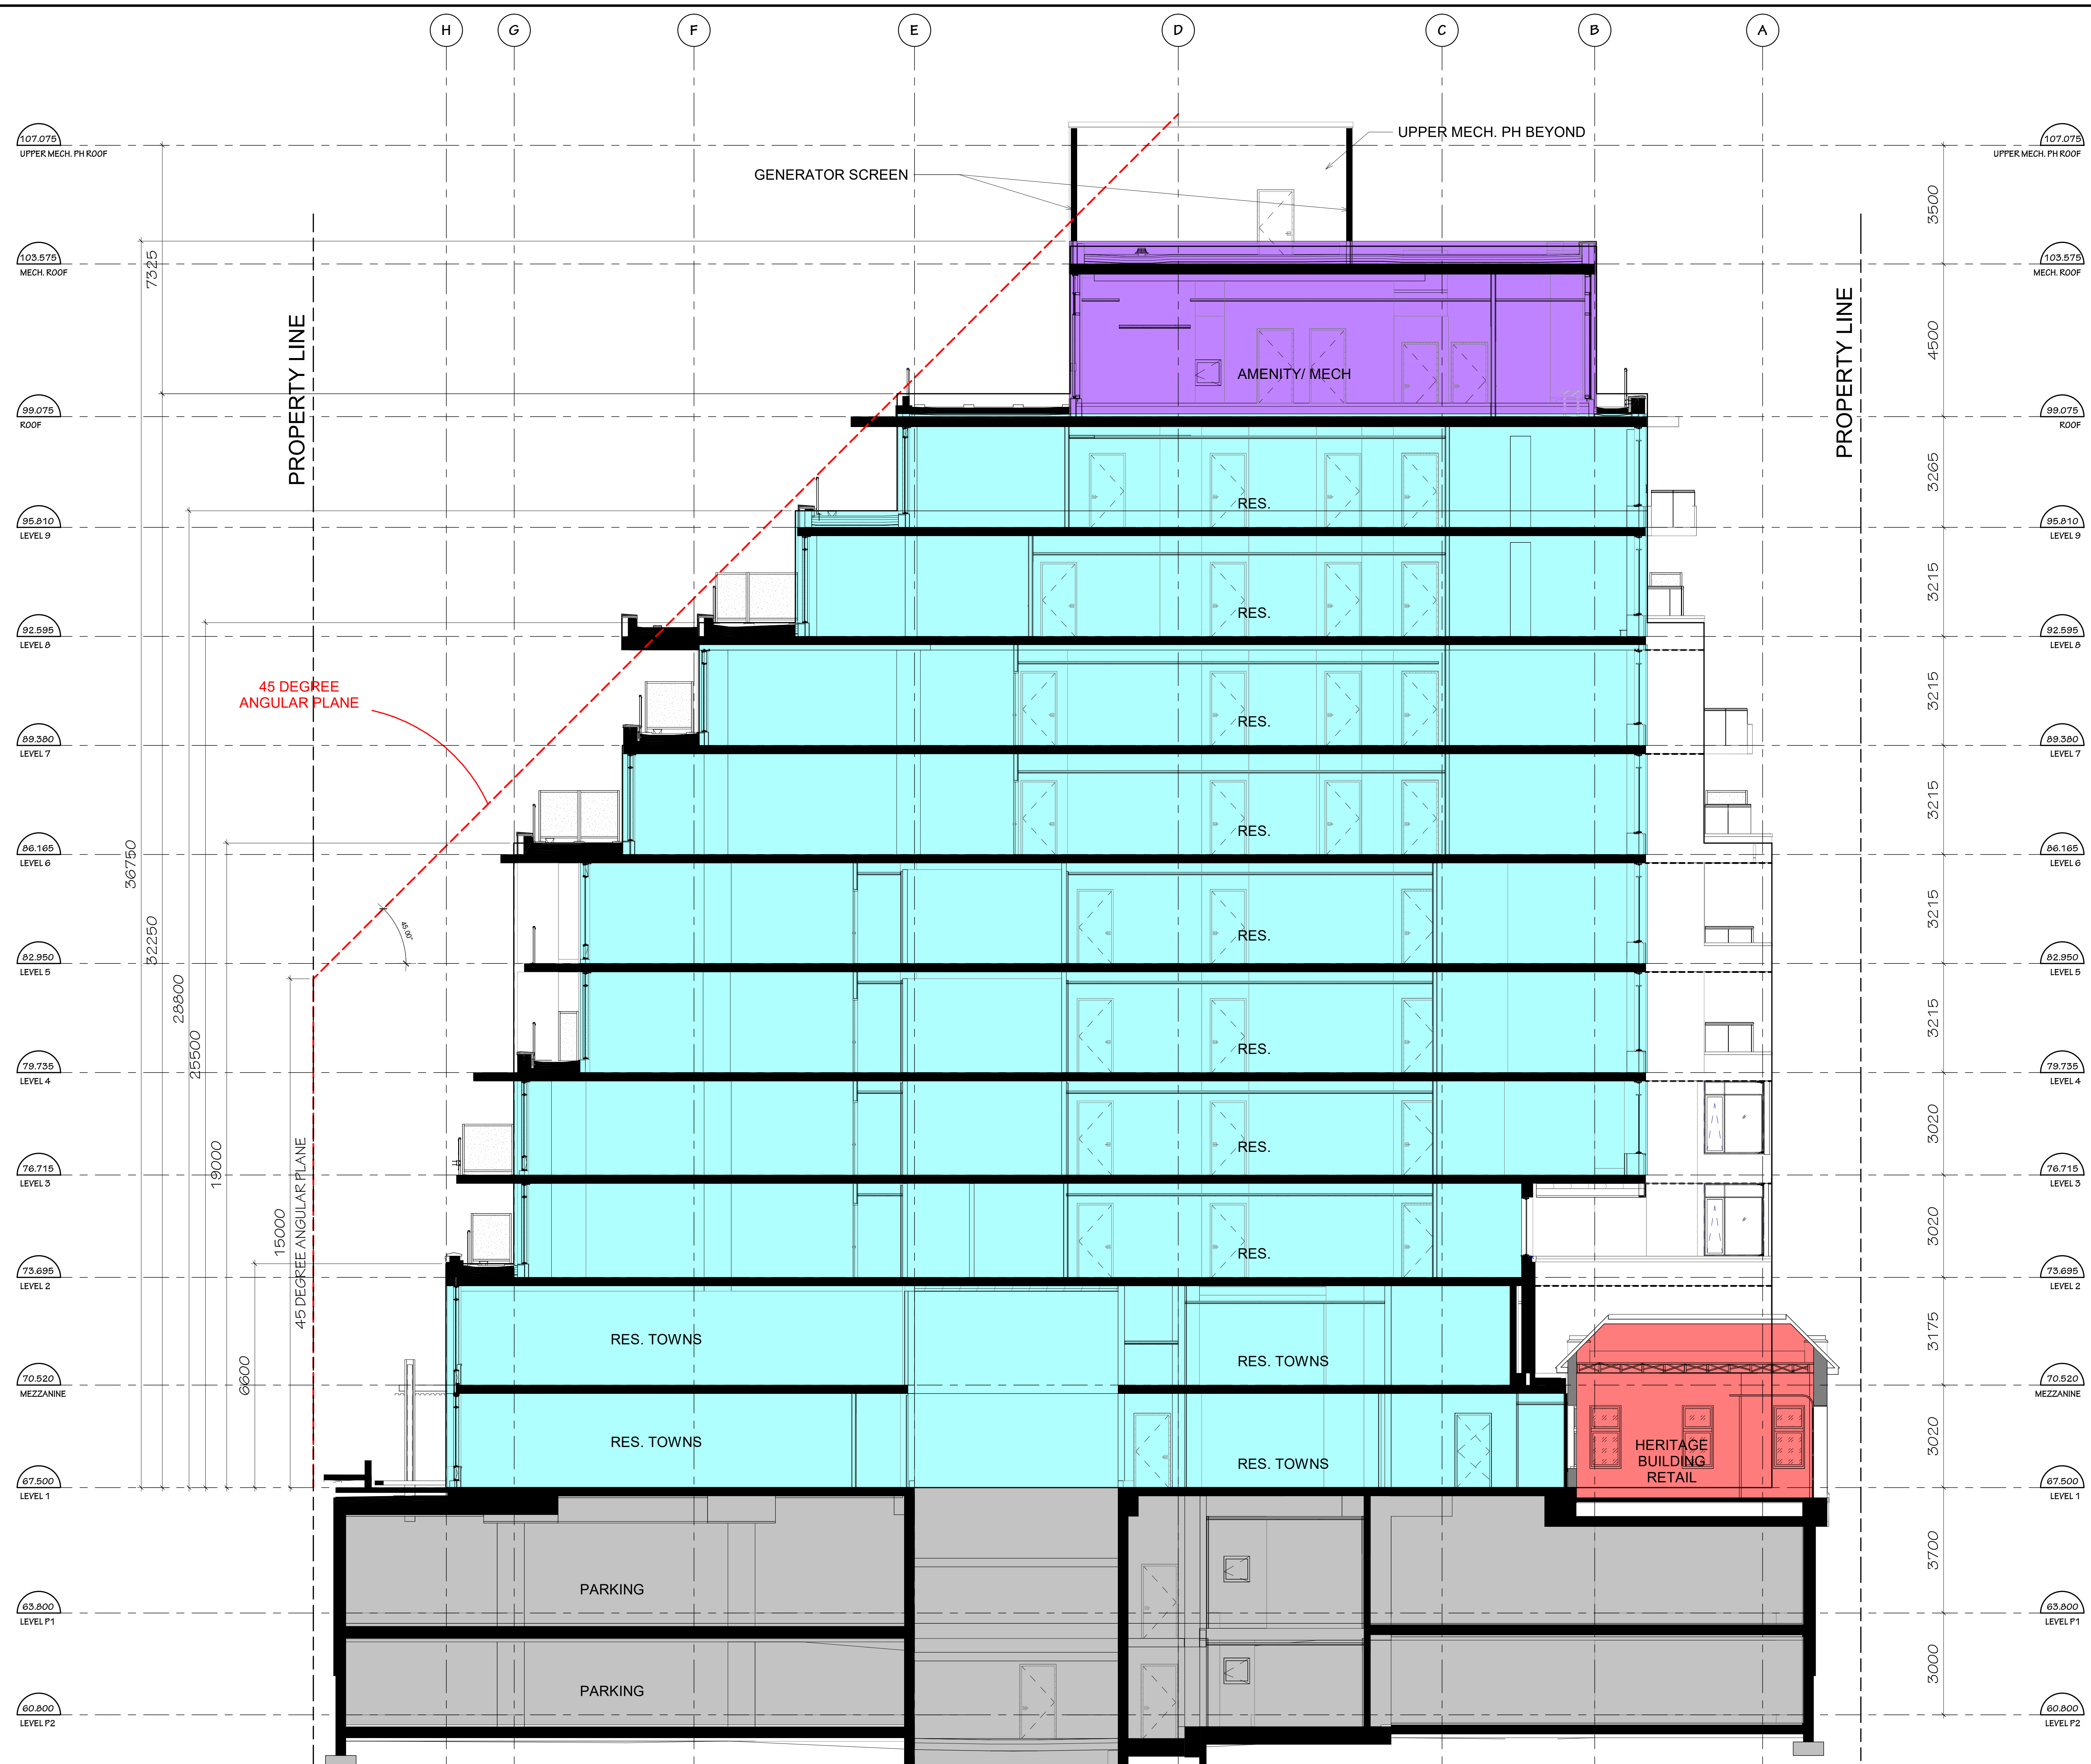 H G F E D C B A
107.075 UPPER MECH. PH ROOF
103.575 MECH. ROOF
99.075 ROOF
95.810 LEVEL 9
92.595 LEVEL 8
89.380 LEVEL 7
86.165 LEVEL 6
82.950 LEVEL 5
79.735 LEVEL 4
76.715 LEVEL 3
73.695 LEVEL 2
70.520 MEZZANINE
67.500 LEVEL 1
63.800 LEVEL P1
60.800 LEVEL P2
7325
36750
32250
28800
25500
19000
6600
15000
45 DEGREE ANGULAR PLANE
PROPERTY LINE
45 DEGREE
ANGULAR PLANE
45.00°
GENERATOR SCREEN
UPPER MECH. PH BEYOND
AMENITY/ MECH
RES.
RES.
RES.
RES.
RES.
RES.
RES.
RES.
RES. TOWNS
RES. TOWNS
RES. TOWNS
RES. TOWNS
HERITAGE
BUILDING
RETAIL
PARKING
PARKING
PROPERTY LINE
3500
4500
3265
3215
3215
3215
3215
3215
3020
3020
3175
3020
3700
3000
107.075 UPPER MECH. PH ROOF
103.575 MECH. ROOF
99.075 ROOF
95.810 LEVEL 9
92.595 LEVEL 8
89.380 LEVEL 7
86.165 LEVEL 6
82.950 LEVEL 5
79.735 LEVEL 4
76.715 LEVEL 3
73.695 LEVEL 2
70.520 MEZZANINE
67.500 LEVEL 1
63.800 LEVEL P1
60.800 LEVEL P2